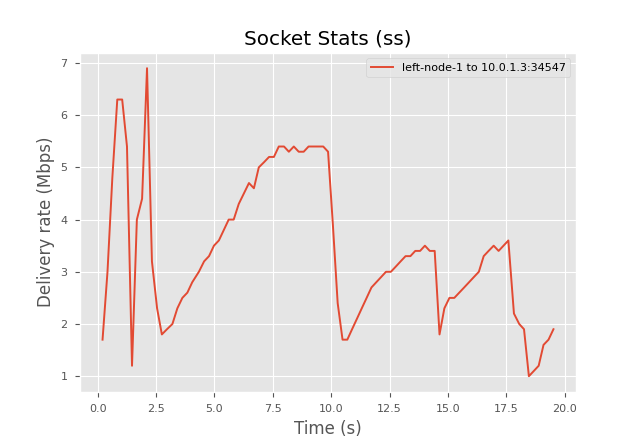 Socket Stats (ss)
left-node-1 to 10.0.1.3:34547
Delivery rate (Mbps)
7
6
5
4
3
2
1
0.0 2.5 5.0 7.5 10.0 12.5 15.0 17.5 20.0
Time (s)